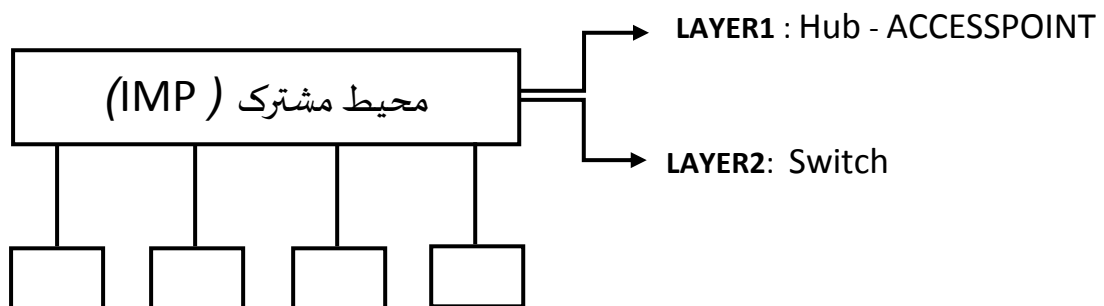 LAYER1 : Hub - ACCESSPOINT
محیط مشترک ( IMP)
LAYER2: Switch